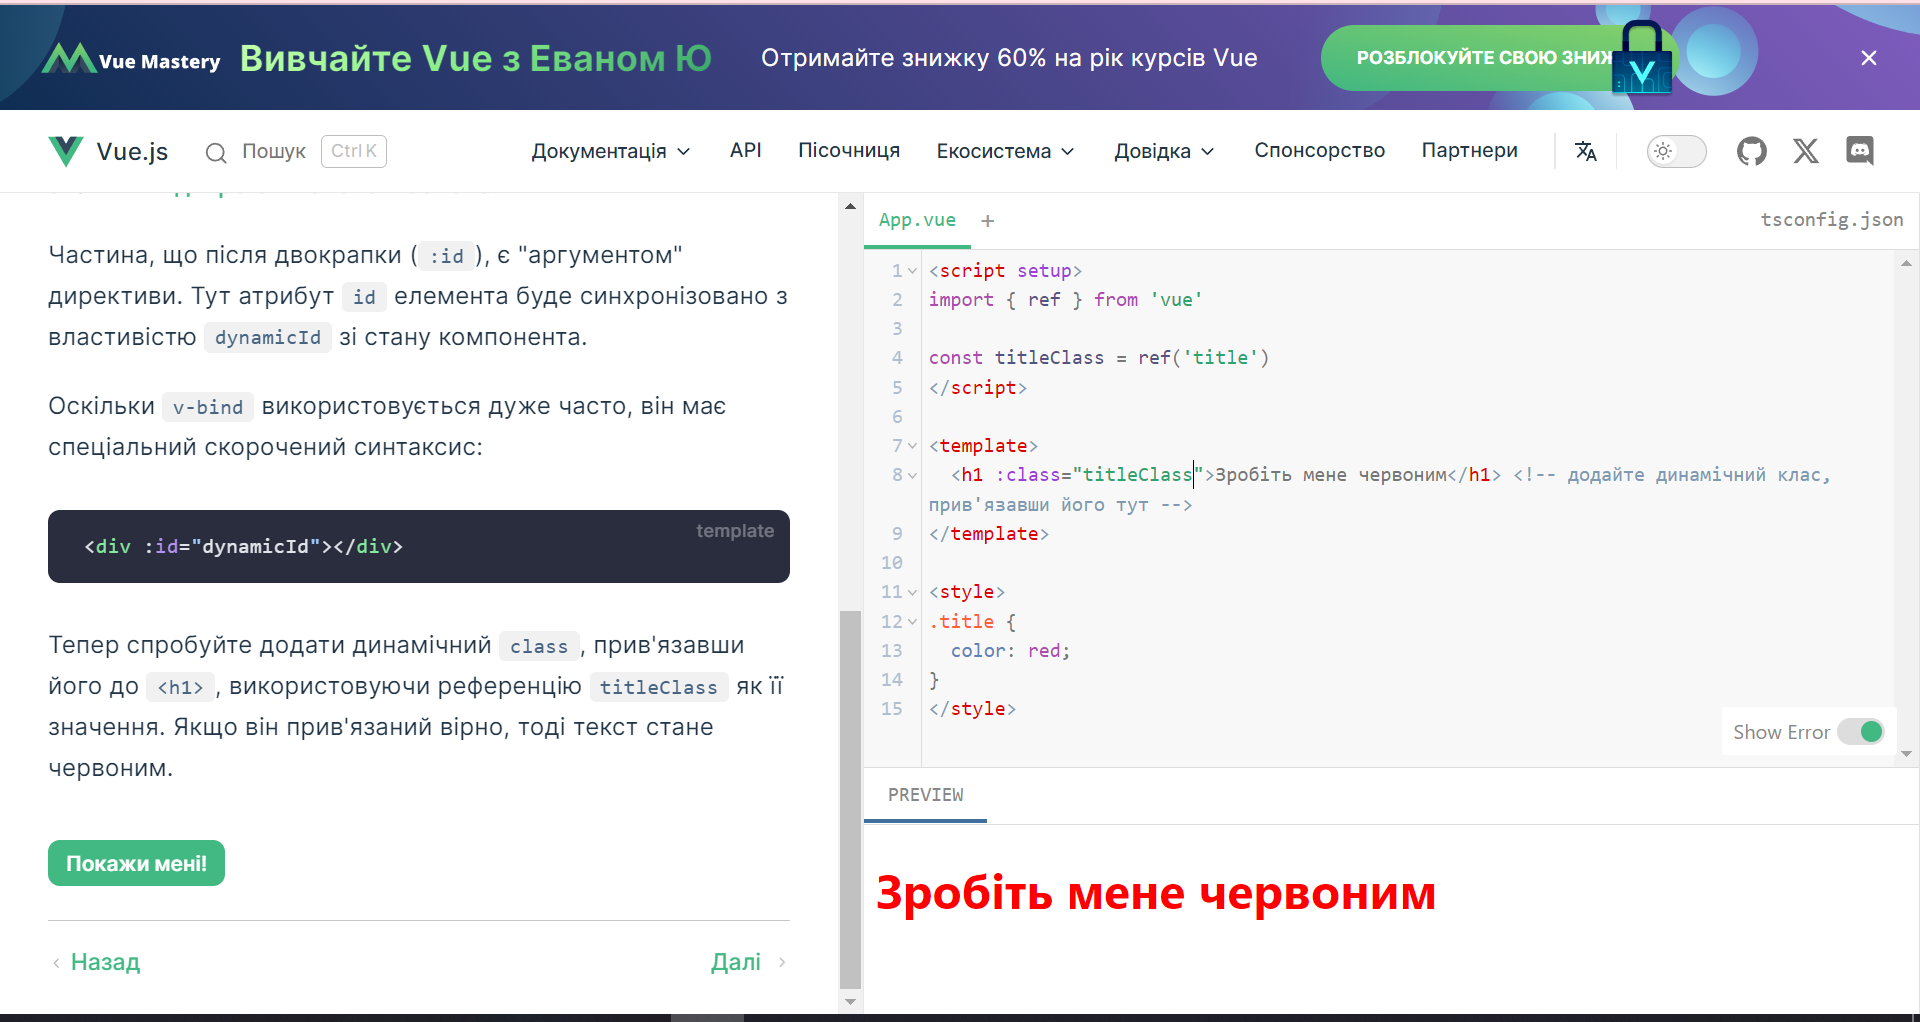 Vue Mastery
Вивчайте Vue з Еваном Ю
Отримайте знижку 60% на рік курсів Vue
РОЗБЛОКУЙТЕ СВОЮ
Vue.js
Пошук
Ctrl K
Документація
API
Пісочниця
Екосистема
Довідка
Спонсорство
Партнери
Частина, що після двокрапки ( :id ), є "аргументом"
директиви. Тут атрибут id елемента буде синхронізовано з
властивістю dynamicId зі стану компонента.
Оскільки v-bind використовується дуже часто, він має
спеціальний скорочений синтаксис:
template
<div :id="dynamicId"></div>
Тепер спробуйте додати динамічний class , прив'язавши
його до <h1> , використовуючи референцію titleClass як її
значення. Якщо він прив'язаний вірно, тоді текст стане
червоним.
Покажи мені!
Назад
Далі
App.vue +
tsconfig.json
1 <script setup>
2 import { ref } from 'vue'
3
4 const titleClass = ref('title')
5 </script>
6
7 <template>
8 <h1 :class="titleClass">Зробіть мене червоним</h1> <!-- додайте динамічний клас,
прив'язавши його тут -->
9 </template>
10
11 <style>
12 .title {
13 color: red;
14 }
15 </style>
Show Error
PREVIEW
Зробіть мене червоним